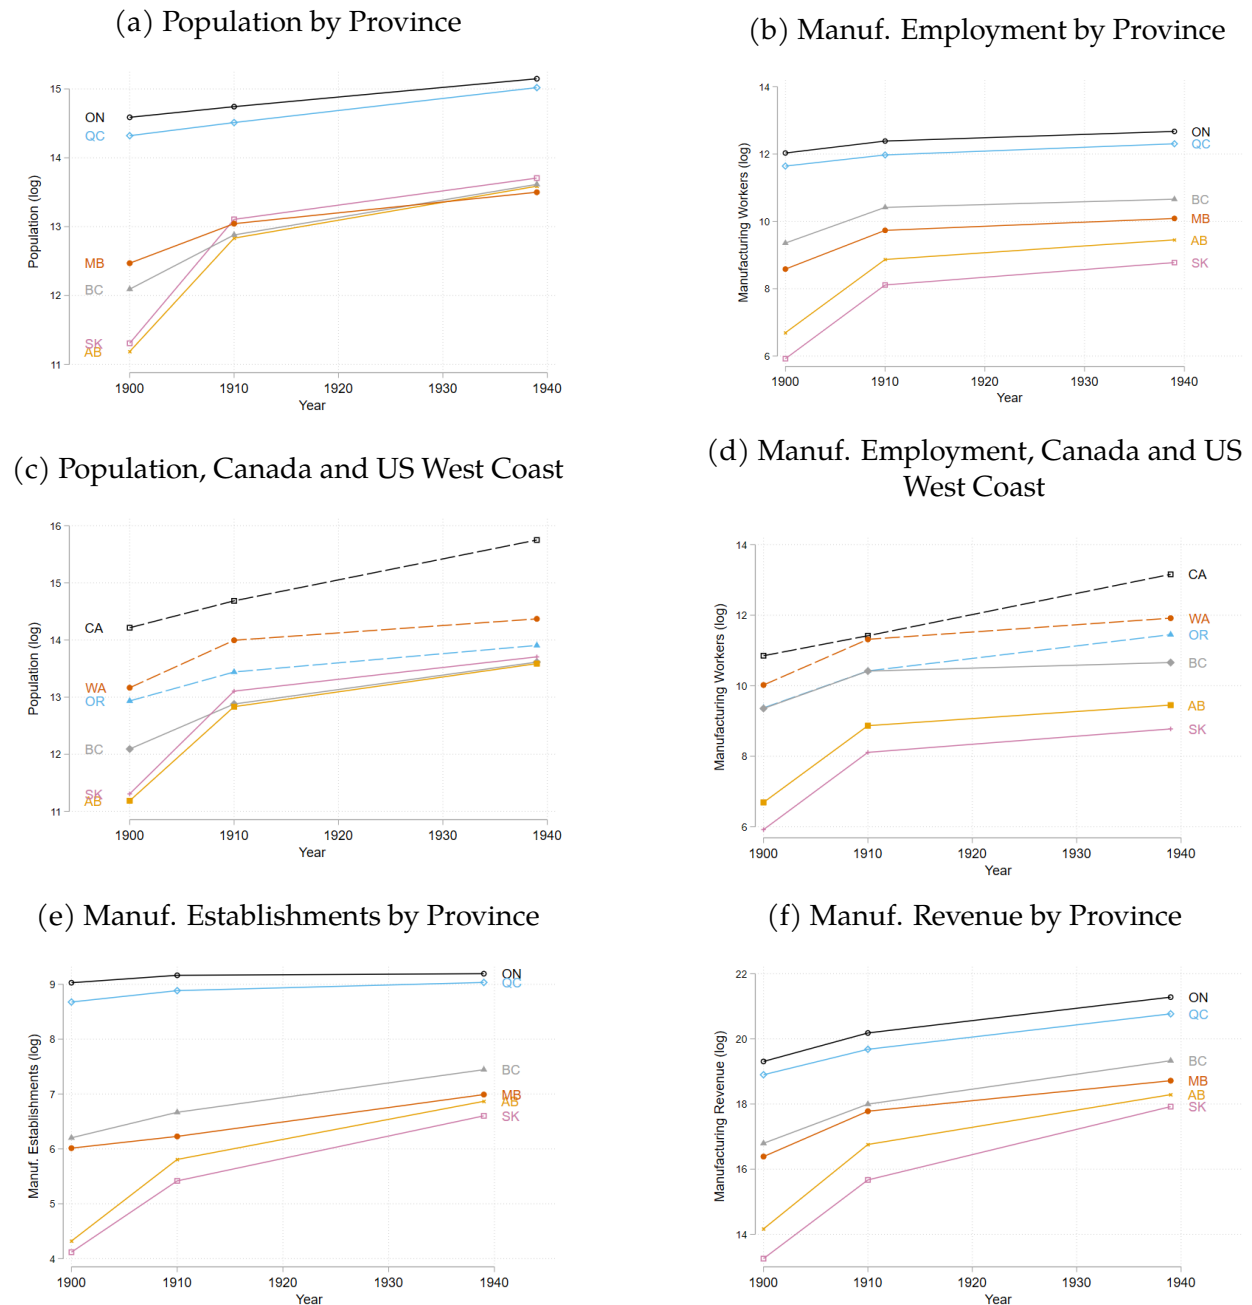 (a) Population by Province
15
14
13
12
11
Population (log)
ON
QC
MB
BC
SK
AB
1900 1910 1920 1930 1940
Year
(b) Manuf. Employment by Province
14
12
10
8
6
Manufacturing Workers (log)
ON
QC
BC
MB
AB
SK
1900 1910 1920 1930 1940
Year
(c) Population, Canada and US West Coast
16
15
14
13
12
11
Population (log)
CA
WA
OR
BC
SK
AB
1900 1910 1920 1930 1940
Year
(d) Manuf. Employment, Canada and US
West Coast
14
12
10
8
6
Manufacturing Workers (log)
CA
WA
OR
BC
AB
SK
1900 1910 1920 1930 1940
Year
(e) Manuf. Establishments by Province
9
8
7
6
5
4
Manuf. Establishments (log)
ON
QC
BC
MB
AB
SK
1900 1910 1920 1930 1940
Year
(f) Manuf. Revenue by Province
22
20
18
16
14
Manufacturing Revenue (log)
ON
QC
BC
MB
AB
SK
1900 1910 1920 1930 1940
Year